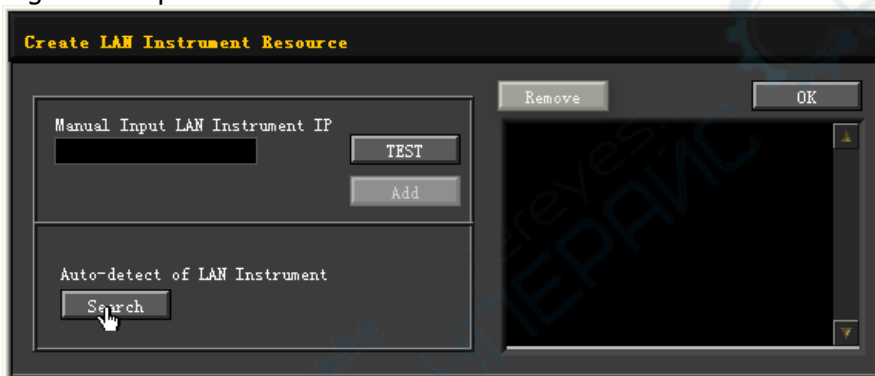 Create LAN Instrument Resource
Remove
OK
Manual Input LAN Instrument IP
TEST
Add
Auto-detect of LAN Instrument
Search